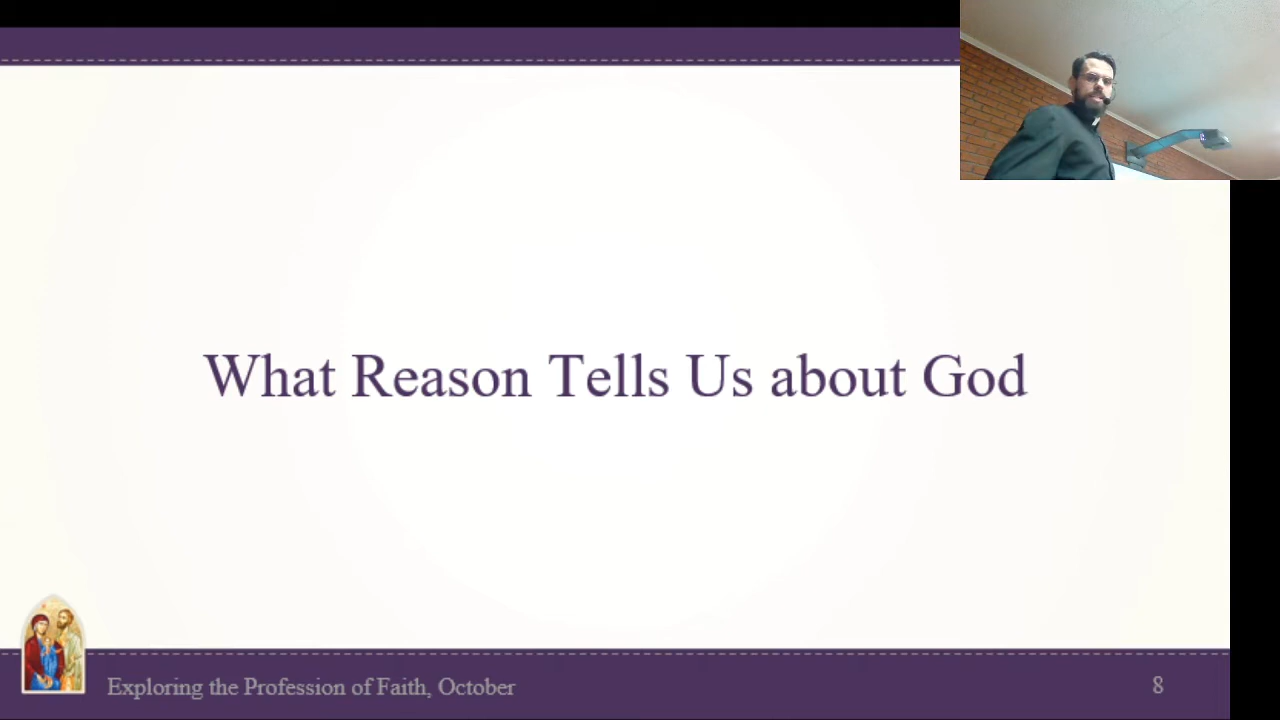 What Reason Tells Us about God
Exploring the Profession of Faith, October
8